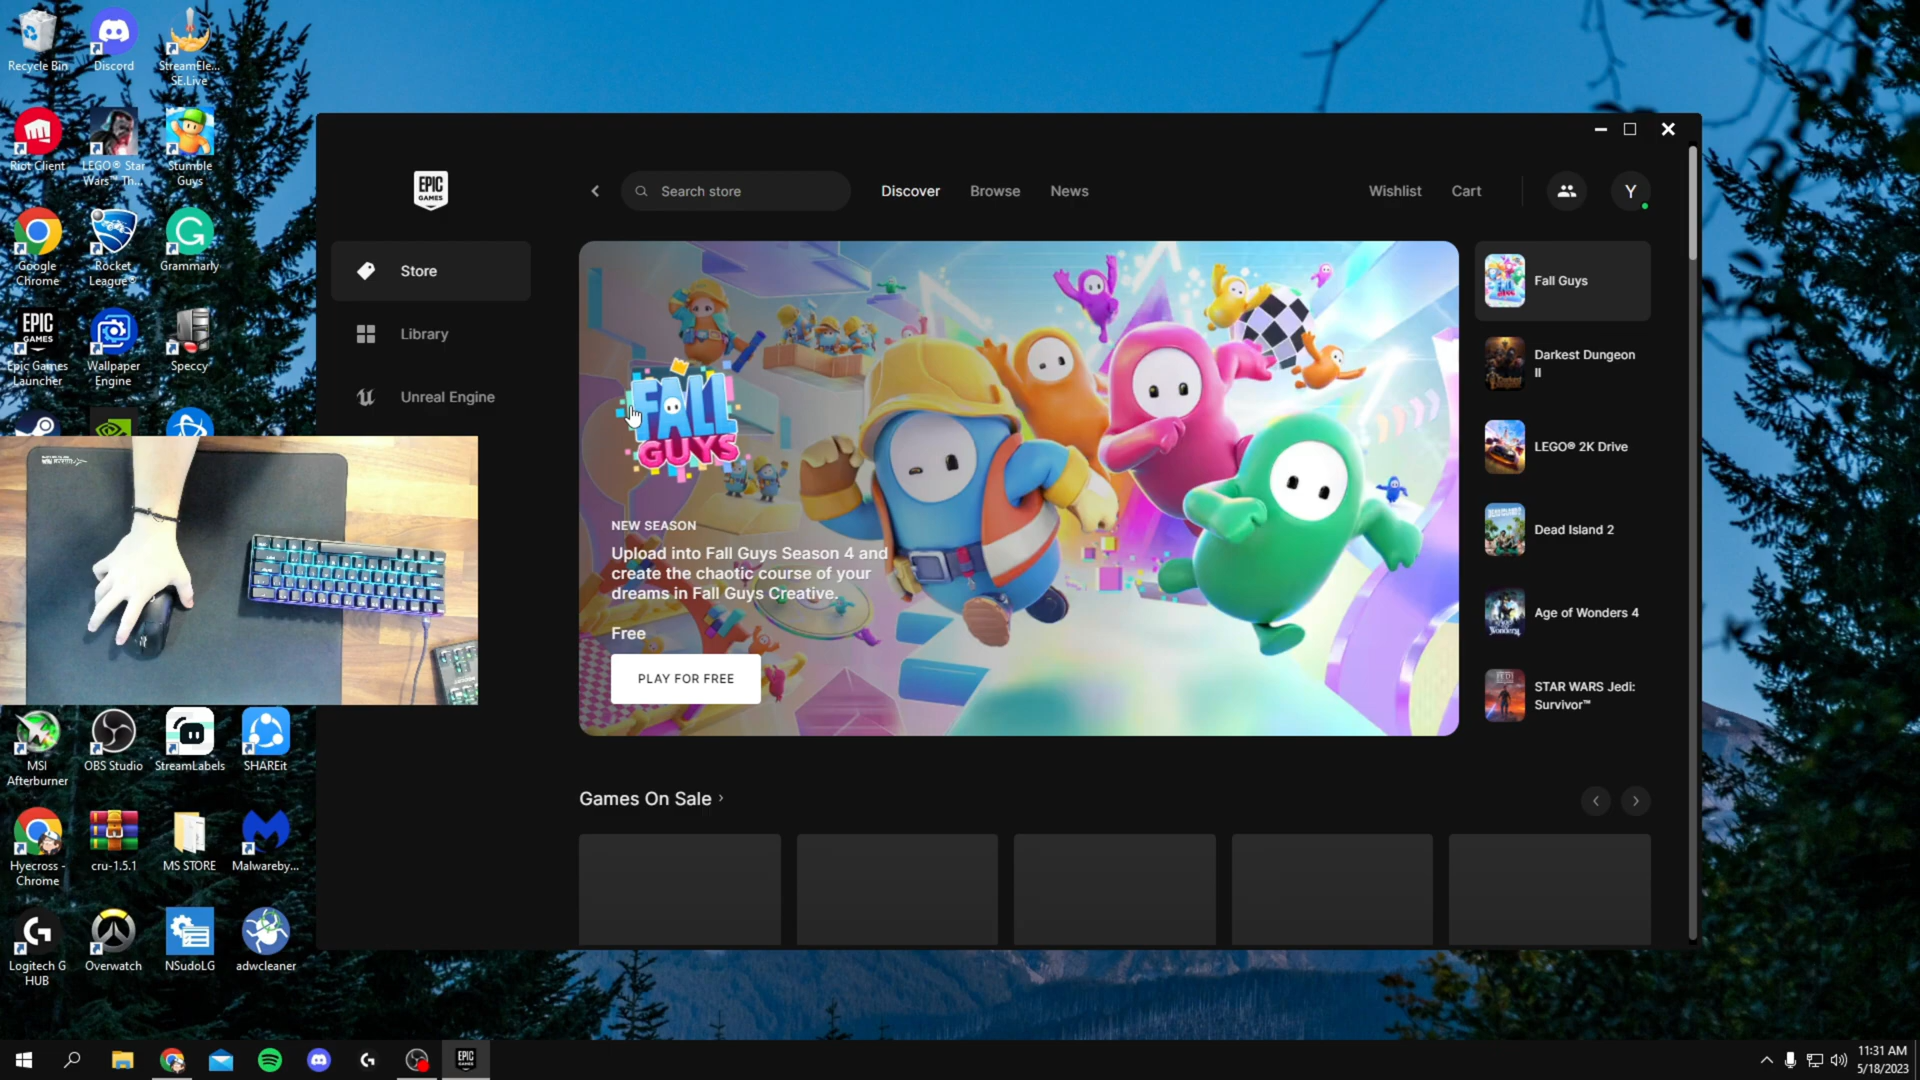 Recycle Bin
Discord
StreamEle...
SE.Live
Riot Client
LEGO® Star
Wars™ Th...
Stumble
Guys
Google
Chrome
Rocket
League®
Grammarly
EPIC
GAMES
Epic Games
Launcher
Wallpaper
Engine
Speccy
MSI
Afterburner
OBS Studio
StreamLabels
SHAREit
Hyecross -
Chrome
cru-1.5.1
MS STORE
Malwareby...
Logitech G
HUB
Overwatch
NSudoLG
adwcleaner
EPIC
GAMES
Search store
Discover
Browse
News
Wishlist
Cart
Y
Store
Library
Unreal Engine
FALL
GUYS
NEW SEASON
Upload into Fall Guys Season 4 and
create the chaotic course of your
dreams in Fall Guys Creative.
Free
PLAY FOR FREE
Fall Guys
Darkest Dungeon
II
LEGO® 2K Drive
Dead Island 2
Age of Wonders 4
STAR WARS Jedi:
Survivor™
Games On Sale
EPIC
GAMES
11:31 AM
5/18/2023